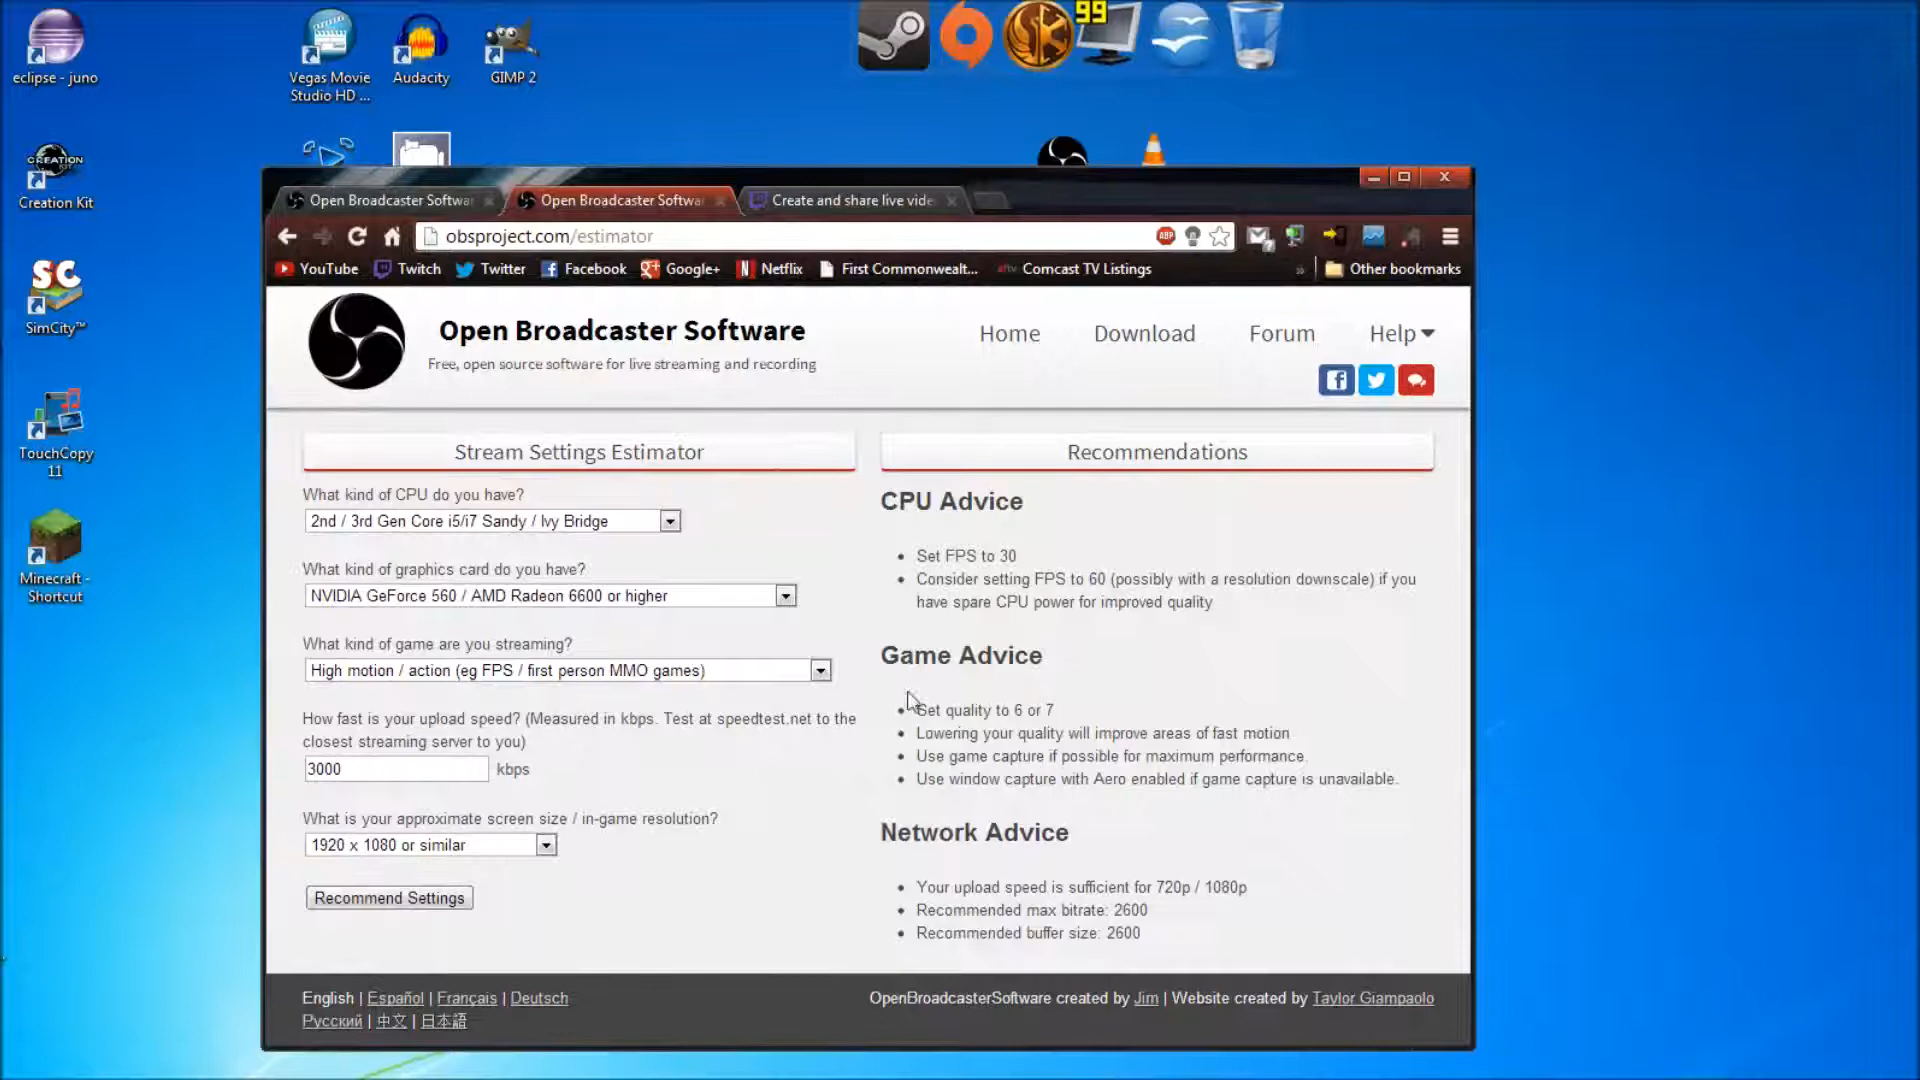 eclipse - juno
Vegas Movie
Studio HD ...
Audacity
GIMP 2
99
CREATION
KIT
Creation Kit
SC
SimCity™
TouchCopy
11
Minecraft -
Shortcut
Open Broadcaster Softwar
Open Broadcaster Softwar
Create and share live vide
obsproject.com/estimator
ABP
YouTube
Twitch
Twitter
Facebook
Google+
Netflix
First Commonwealt...
Comcast TV Listings
»
Other bookmarks
Open Broadcaster Software
Free, open source software for live streaming and recording
Home
Download
Forum
Help
Stream Settings Estimator
What kind of CPU do you have?
2nd / 3rd Gen Core i5/i7 Sandy / Ivy Bridge
What kind of graphics card do you have?
NVIDIA GeForce 560 / AMD Radeon 6600 or higher
What kind of game are you streaming?
High motion / action (eg FPS / first person MMO games)
How fast is your upload speed? (Measured in kbps. Test at speedtest.net to the
closest streaming server to you)
3000 kbps
What is your approximate screen size / in-game resolution?
1920 x 1080 or similar
Recommend Settings
Recommendations
CPU Advice
• Set FPS to 30
• Consider setting FPS to 60 (possibly with a resolution downscale) if you
have spare CPU power for improved quality
Game Advice
• Set quality to 6 or 7
• Lowering your quality will improve areas of fast motion
• Use game capture if possible for maximum performance.
• Use window capture with Aero enabled if game capture is unavailable.
Network Advice
• Your upload speed is sufficient for 720p / 1080p
• Recommended max bitrate: 2600
• Recommended buffer size: 2600
English | Español | Français | Deutsch
Русский | 中文 | 日本語
OpenBroadcasterSoftware created by Jim | Website created by Taylor Giampaolo